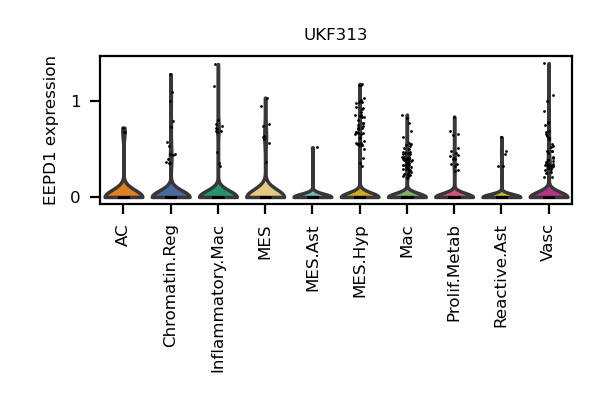 UKF313
EEPD1 expression
1
0
AC
Chromatin.Reg
Inflammatory.Mac
MES
MES.Ast
MES.Hyp
Mac
Prolif.Metab
Reactive.Ast
Vasc